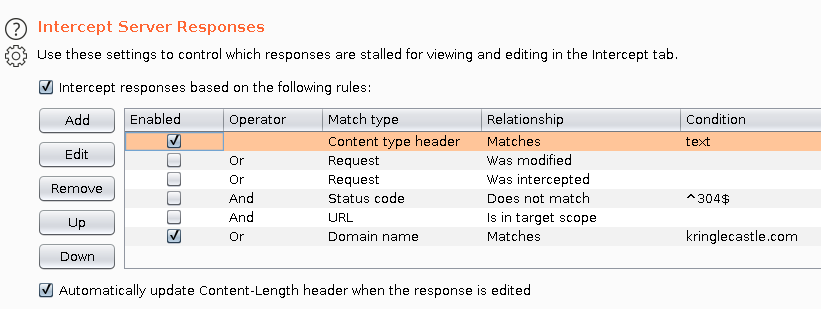 Intercept Server Responses
Use these settings to control which responses are stalled for viewing and editing in the Intercept tab.
Intercept responses based on the following rules:
Add
Edit
Remove
Up
Down
Enabled Operator Match type Relationship Condition
Content type header Matches text
Or Request Was modified
Or Request Was intercepted
And Status code Does not match ^304$
And URL Is in target scope
Or Domain name Matches kringlecastle.com
Automatically update Content-Length header when the response is edited